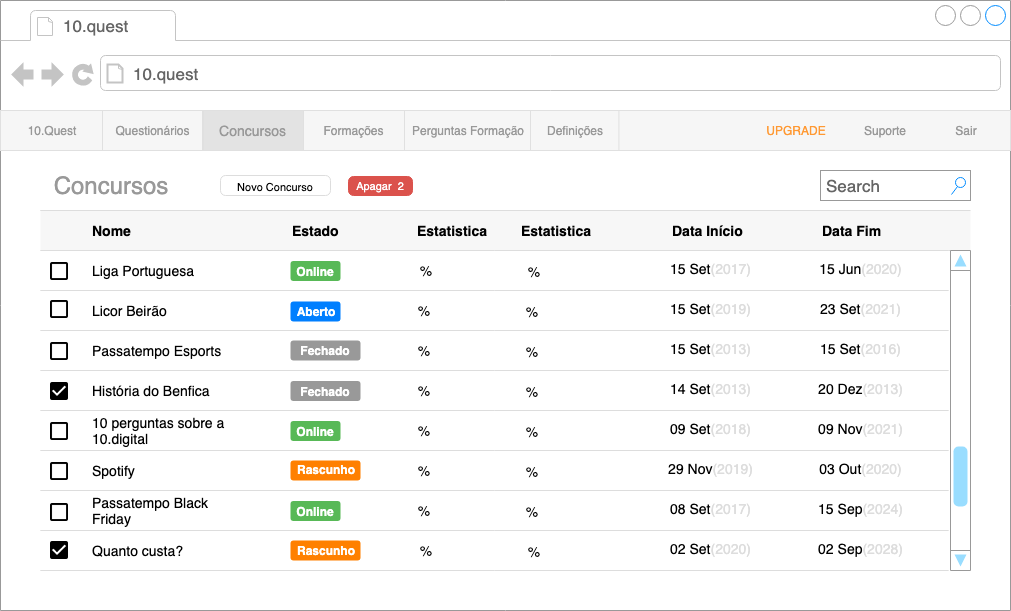 10.quest
10.quest
10.Quest Questionários Concursos Formações Perguntas Formação Definições UPGRADE Suporte Sair
Concursos Novo Concurso Apagar 2 Search
Nome Estado Estatistica Estatistica Data Início Data Fim
Liga Portuguesa Online % % 15 Set(2017) 15 Jun(2020)
Licor Beirão Aberto % % 15 Set(2019) 23 Set(2021)
Passatempo Esports Fechado % % 15 Set(2013) 15 Set(2016)
História do Benfica Fechado % % 14 Set(2013) 20 Dez(2013)
10 perguntas sobre a
10.digital Online % % 09 Set(2018) 09 Nov(2021)
Spotify Rascunho % % 29 Nov(2019) 03 Out(2020)
Passatempo Black
Friday Online % % 08 Set(2017) 15 Sep(2024)
Quanto custa? Rascunho % % 02 Set(2020) 02 Sep(2028)